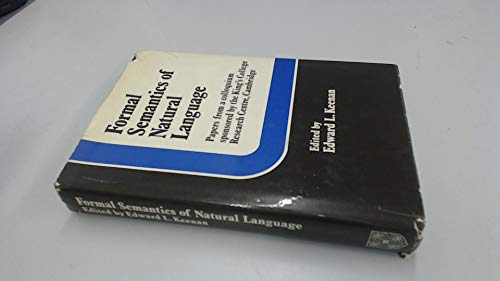 Formal
Semantics of
Natural
Language
Papers from a colloquium
sponsored by the King's College
Research Centre, Cambridge
Edited by
Edward L. Keenan
Formal Semantics of Natural Language
Edited by Edward L. Keenan